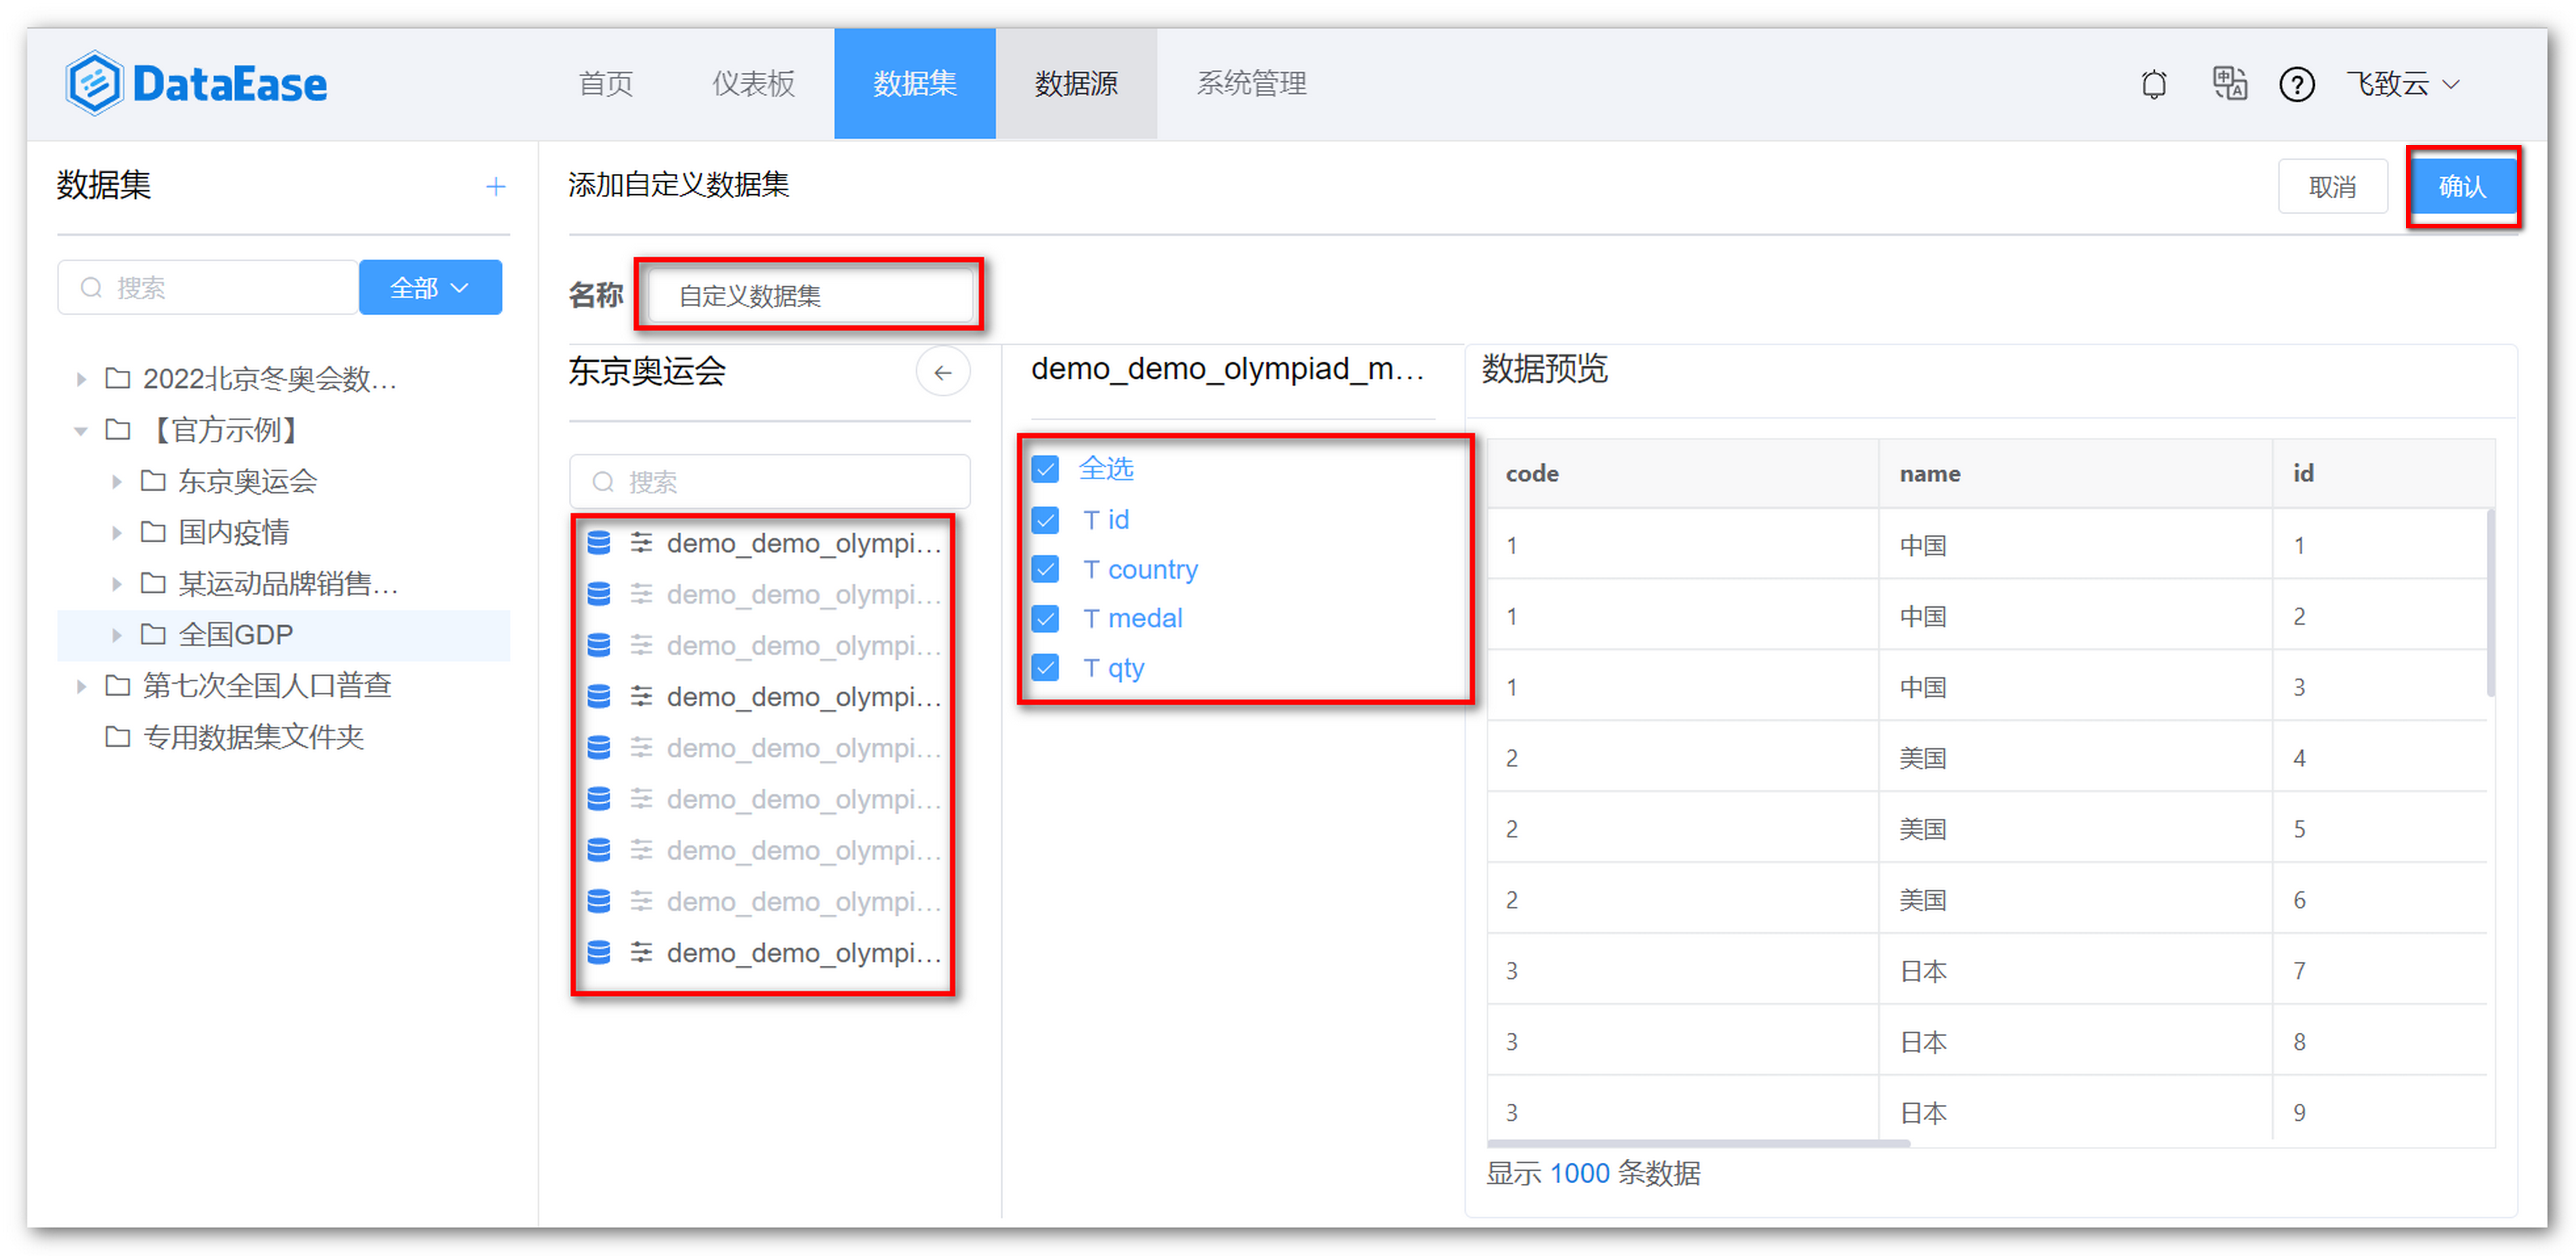 DataEase
首页
仪表板
数据集
数据源
系统管理
飞致云
数据集
搜索
全部
2022北京冬奥会数...
【官方示例】
东京奥运会
国内疫情
某运动品牌销售...
全国GDP
第七次全国人口普查
专用数据集文件夹
添加自定义数据集
取消
确认
名称
自定义数据集
东京奥运会
搜索
demo_demo_olympi...
demo_demo_olympi...
demo_demo_olympi...
demo_demo_olympi...
demo_demo_olympi...
demo_demo_olympi...
demo_demo_olympi...
demo_demo_olympi...
demo_demo_olympi...
demo_demo_olympiad_m...
全选
T id
T country
T medal
T qty
数据预览
code name id
1 中国 1
1 中国 2
1 中国 3
2 美国 4
2 美国 5
2 美国 6
3 日本 7
3 日本 8
3 日本 9
显示 1000 条数据